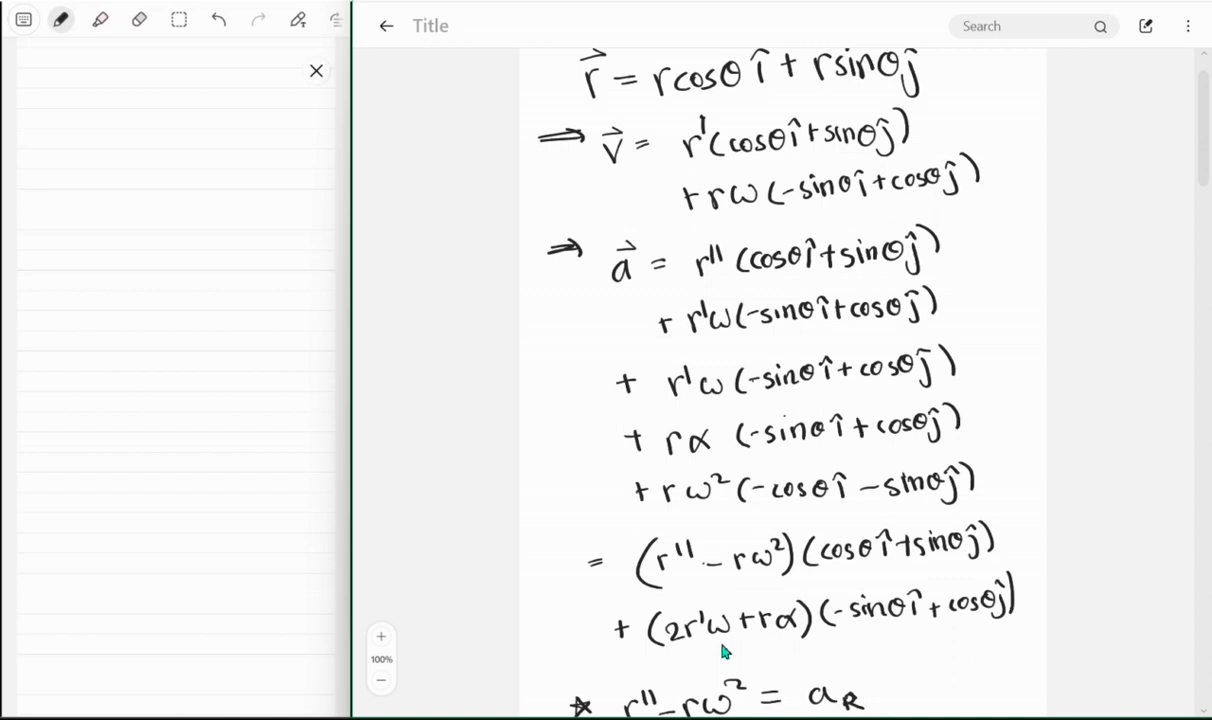 Title
Search
r⃗ = rcosθ î + rsinθ ĵ
⇒ v⃗ = r'(cosθ î + sinθ ĵ)
+ rω(-sinθ î + cosθ ĵ)
⇒ a⃗ = r''(cosθ î + sinθ ĵ)
+ r'ω(-sinθ î + cosθ ĵ)
+ r'ω(-sinθ î + cosθ ĵ)
+ rα(-sinθ î + cosθ ĵ)
+ rω²(-cosθ î - sinθ ĵ)
= (r'' - rω²)(cosθ î + sinθ ĵ)
+ (2r'ω + rα)(-sinθ î + cosθ ĵ)
100%
* r'' - rω² = a_R